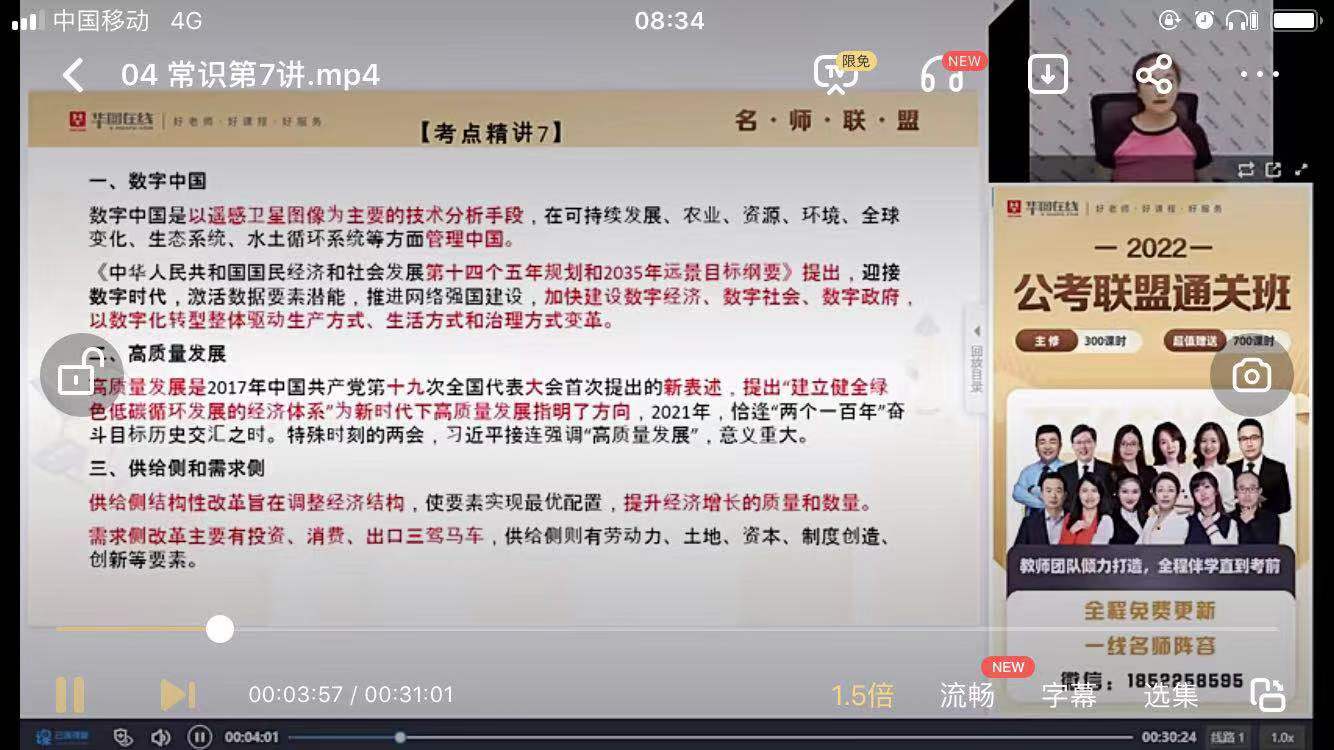 中国移动 4G
08:34
04 常识第7讲.mp4
限免
NEW
华图在线 | 好老师·好课程·好服务
【考点精讲7】
名·师·联·盟
一、数字中国
数字中国是以遥感卫星图像为主要的技术分析手段，在可持续发展、农业、资源、环境、全球
变化、生态系统、水土循环系统等方面管理中国。
《中华人民共和国国民经济和社会发展第十四个五年规划和2035年远景目标纲要》提出，迎接
数字时代，激活数据要素潜能，推进网络强国建设，加快建设数字经济、数字社会、数字政府，
以数字化转型整体驱动生产方式、生活方式和治理方式变革。
二、高质量发展
高质量发展是2017年中国共产党第十九次全国代表大会首次提出的新表述，提出“建立健全绿
色低碳循环发展的经济体系”为新时代下高质量发展指明了方向，2021年，恰逢“两个一百年”奋
斗目标历史交汇之时。特殊时刻的两会，习近平接连强调“高质量发展”，意义重大。
三、供给侧和需求侧
供给侧结构性改革旨在调整经济结构，使要素实现最优配置，提升经济增长的质量和数量。
需求侧改革主要有投资、消费、出口三驾马车，供给侧则有劳动力、土地、资本、制度创造、
创新等要素。
回放目录
华图在线 | 好老师·好课程·好服务
2022
公考联盟通关班
主修 300课时
超值赠送 700课时
教师团队倾力打造，全程伴学直到考前
全程免费更新
一线名师阵容
微信：
00:03:57 / 00:31:01
1.5倍
流畅
NEW
字幕
选集
00:04:01
00:30:24
线路1
1.0x